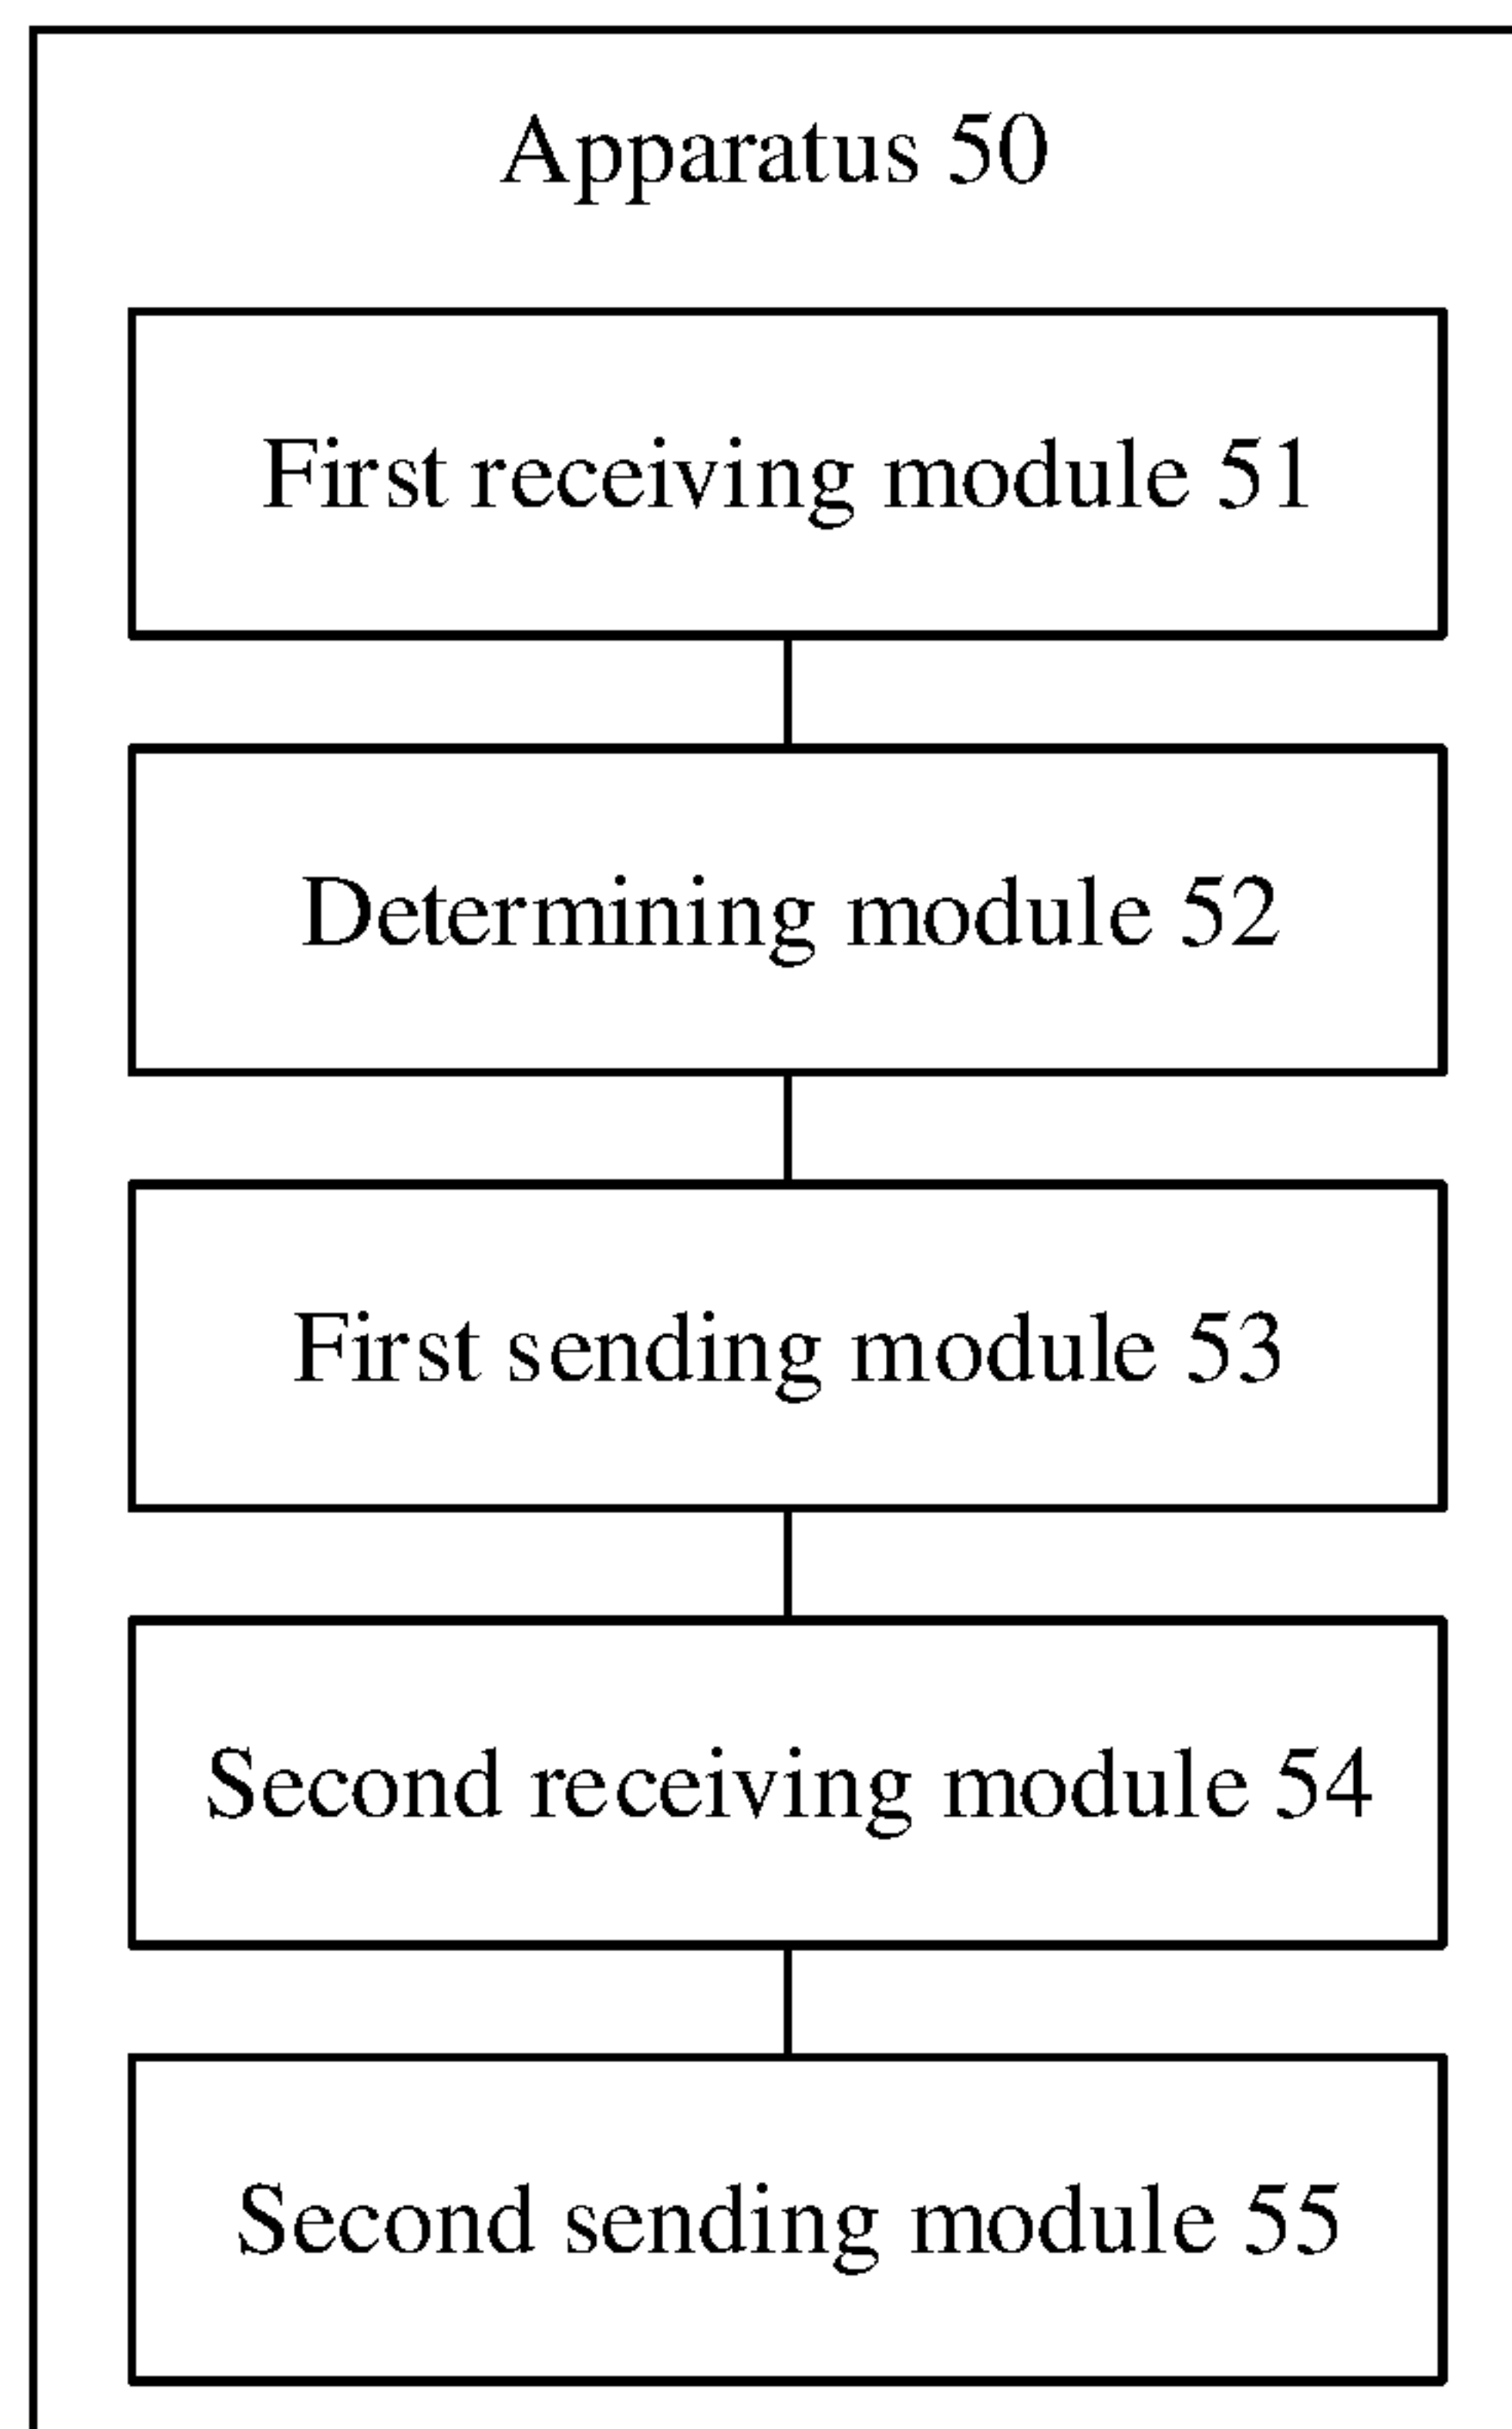 Apparatus 50
First receiving module 51
Determining module 52
First sending module 53
Second receiving module 54
Second sending module 55